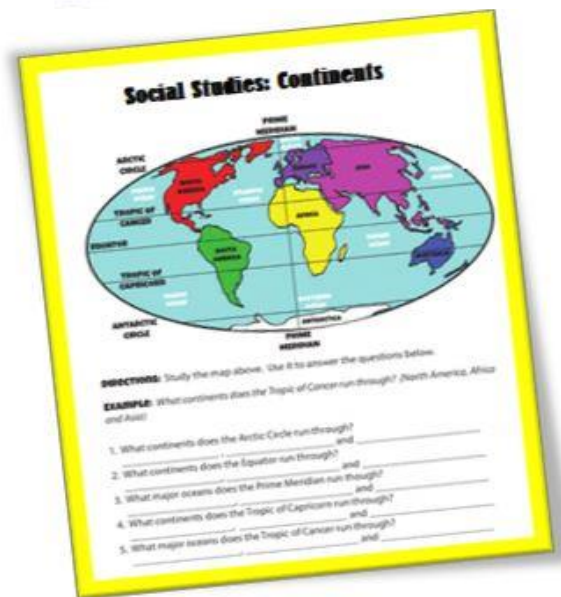 Social Studies: Continents
PRIME
MERIDIAN
ARCTIC
CIRCLE
NORTH
AMERICA
EUROPE
ASIA
TROPIC OF
CANCER
AFRICA
EQUATOR
SOUTH
AMERICA
AUSTRALIA
TROPIC OF
CAPRICORN
ANTARCTIC
CIRCLE
ANTARCTICA
PRIME
MERIDIAN
DIRECTIONS: Study the map above. Use it to answer the questions below.
EXAMPLE: What continents does the Tropic of Cancer run through? (North America, Africa
and Asia)
1. What continents does the Arctic Circle run through?
, and
2. What continents does the Equator run through?
, and
3. What major oceans does the Prime Meridian run though?
, and
4. What continents does the Tropic of Capricorn run through?
, and
5. What major oceans does the Tropic of Cancer run through?
, and